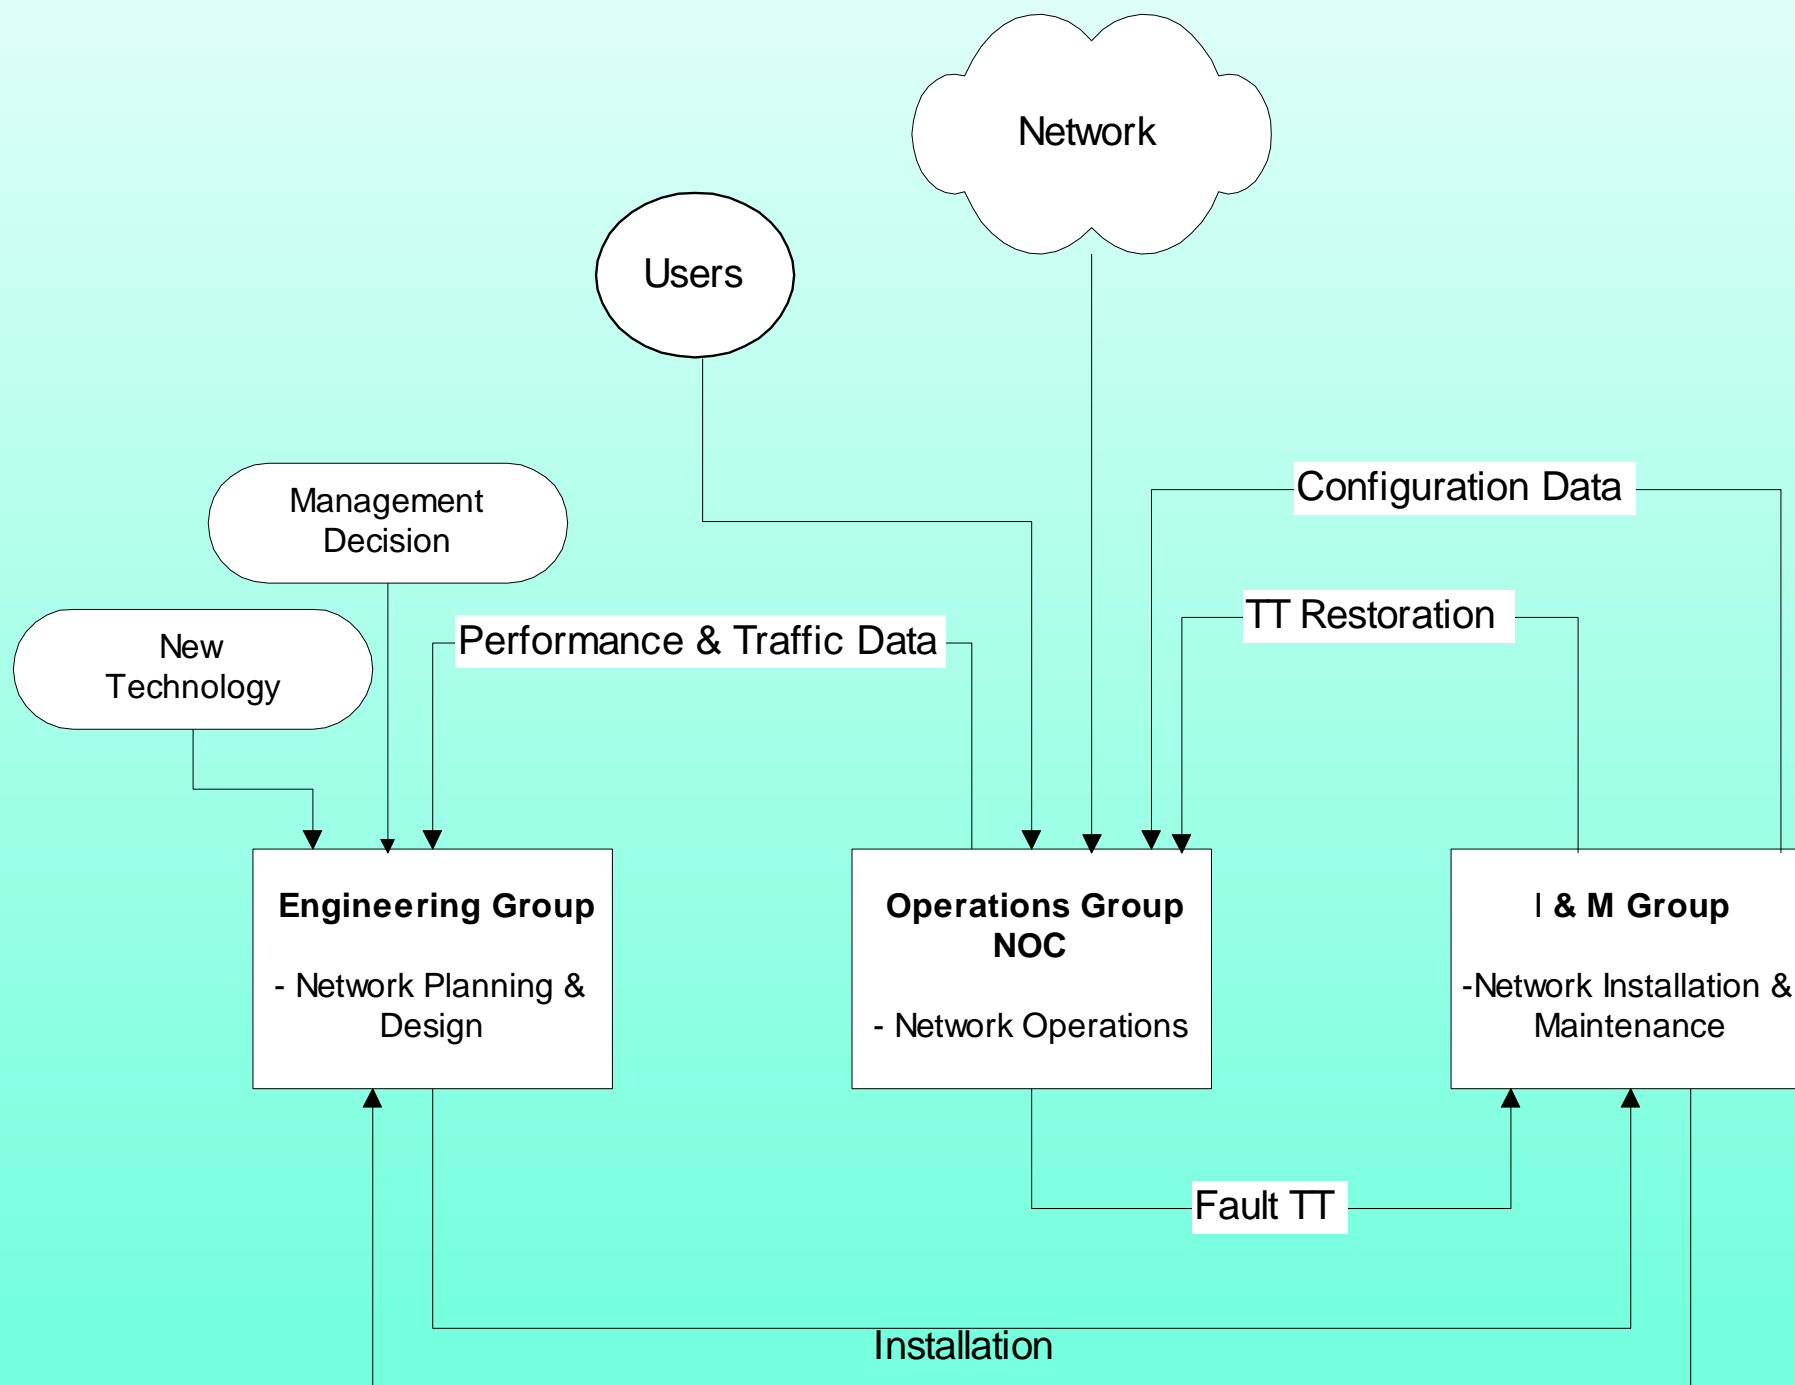 Network
Users
Management
Decision
Configuration Data
TT Restoration
Performance & Traffic Data
New
Technology
Engineering Group
- Network Planning &
Design
Operations Group
NOC
- Network Operations
I & M Group
-Network Installation &
Maintenance
Fault TT
Installation